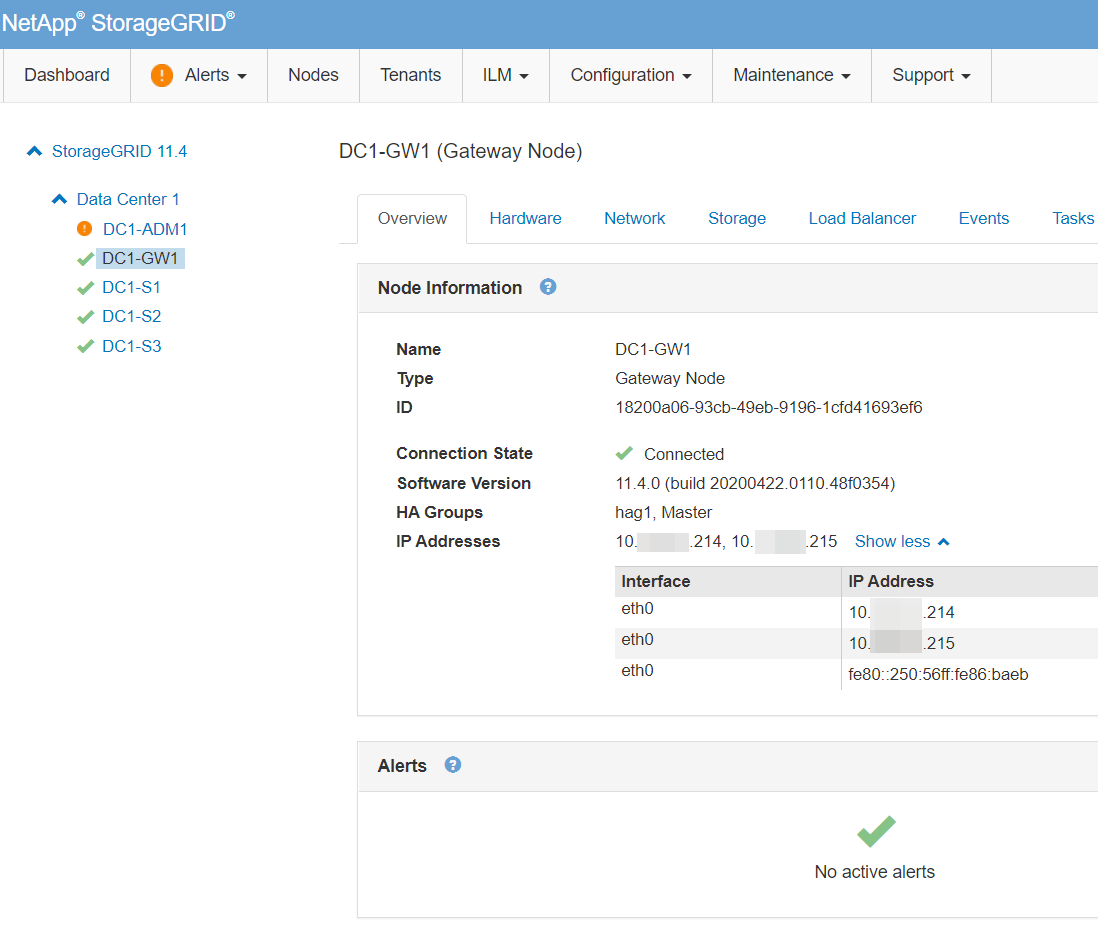 NetApp® StorageGRID®
Dashboard Alerts Nodes Tenants ILM Configuration Maintenance Support
StorageGRID 11.4
Data Center 1
DC1-ADM1
DC1-GW1
DC1-S1
DC1-S2
DC1-S3
DC1-GW1 (Gateway Node)
Overview Hardware Network Storage Load Balancer Events Tasks
Node Information
Name DC1-GW1
Type Gateway Node
ID 18200a06-93cb-49eb-9196-1cfd41693ef6
Connection State Connected
Software Version 11.4.0 (build 20200422.0110.48f0354)
HA Groups hag1, Master
IP Addresses 10. .214, 10. .215 Show less
Interface IP Address
eth0 10. .214
eth0 10. .215
eth0 fe80::250:56ff:fe86:baeb
Alerts
No active alerts